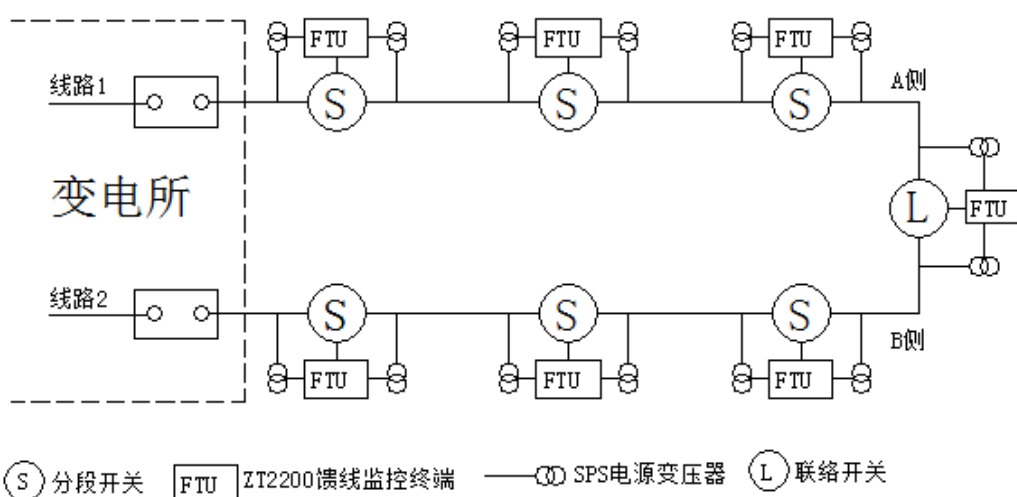 FTU FTU FTU
线路1
S S S
A侧
变电所
L FTU
线路2
S S S
B侧
FTU FTU FTU
S 分段开关 FTU ZT2200馈线监控终端 SPS电源变压器 L 联络开关